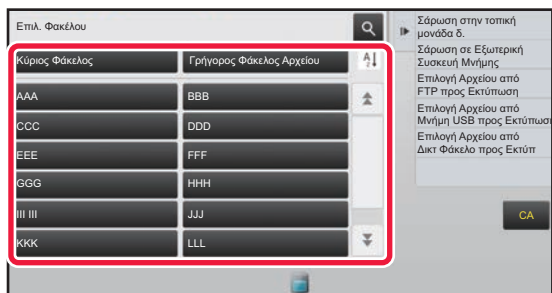 Επιλ. Φακέλου
Κύριος Φάκελος
Γρήγορος Φάκελος Αρχείου
AAA
BBB
CCC
DDD
EEE
FFF
GGG
HHH
III III
JJJ
KKK
LLL
Σάρωση στην τοπική
μονάδα δ.
Σάρωση σε Εξωτερική
Συσκευή Μνήμης
Επιλογή Αρχείου από
FTP προς Εκτύπωση
Επιλογή Αρχείου από
Μνήμη USB προς Εκτύπωσ
Επιλογή Αρχείου από
Δικτ Φάκελο προς Εκτύπ
CA